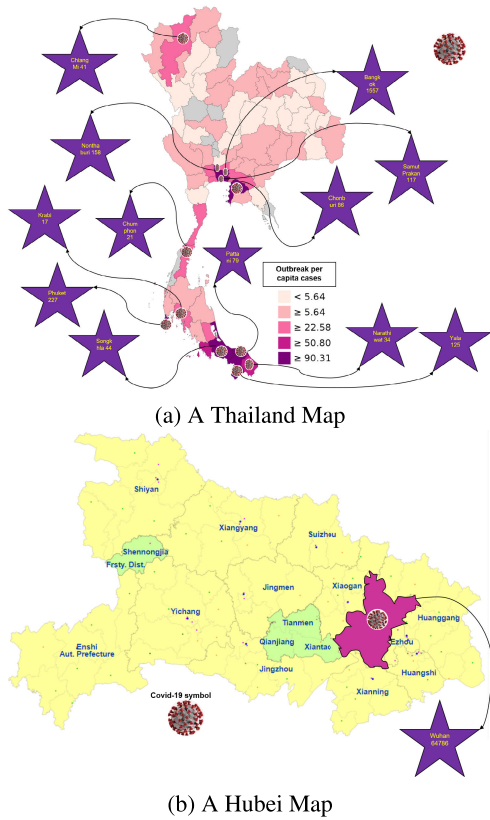 Chiang
Mi 41
Bangk
ok
1557
Nontha
buri 158
Samut
Prakan
117
Chonb
uri 86
Krabi
17
Chum
phon
21
Patta
ni 79
Phuket
227
Songk
hla 44
Narathi
wat 34
Yala
125
Outbreak per
capita cases
< 5.64
≥ 5.64
≥ 22.58
≥ 50.80
≥ 90.31
(a) A Thailand Map
Shiyan
Xiangyang
Suizhou
Shennongjia
Frsty. Dist.
Jingmen
Xiaogan
Yichang
Tianmen
Huanggang
Qianjiang
Xiantao
Ezhou
Enshi
Aut. Prefecture
Jingzhou
Huangshi
Xianning
Covid-19 symbol
Wuhan
64786
(b) A Hubei Map